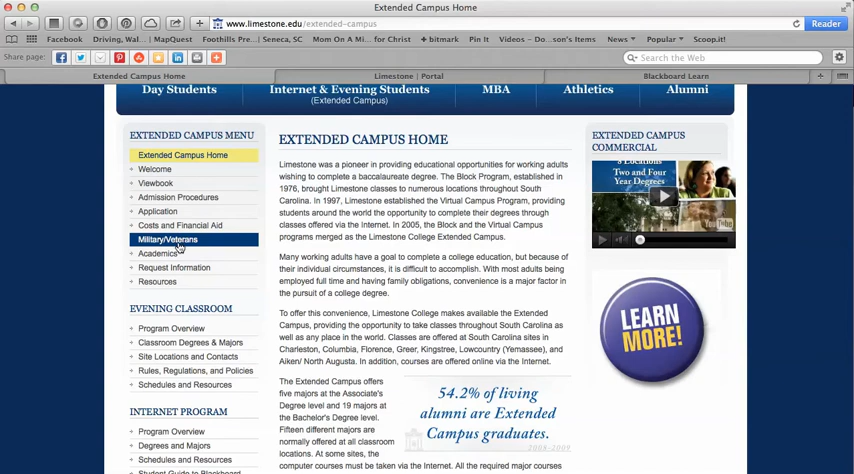 Extended Campus Home
www.limestone.edu/extended-campus
Reader
Facebook Driving, Wal...| MapQuest Foothills Pre...| Seneca, SC Mom On A Mi... for Christ + bitmark Pin It Videos (Do...son's Items News Popular Scoop.it!
Share page:
Search the Web
Extended Campus Home
Limestone | Portal
Blackboard Learn
Day Students
Internet & Evening Students
(Extended Campus)
MBA
Athletics
Alumni
EXTENDED CAMPUS MENU
Extended Campus Home
Welcome
Viewbook
Admission Procedures
Application
Costs and Financial Aid
Military/Veterans
Academics
Request Information
Resources
EVENING CLASSROOM
Program Overview
Classroom Degrees & Majors
Site Locations and Contacts
Rules, Regulations, and Policies
Schedules and Resources
INTERNET PROGRAM
Program Overview
Degrees and Majors
Schedules and Resources
Student Guide to Blackboard
EXTENDED CAMPUS HOME
Limestone was a pioneer in providing educational opportunities for working adults
wishing to complete a baccalaureate degree. The Block Program, established in
1976, brought Limestone classes to numerous locations throughout South
Carolina. In 1997, Limestone established the Virtual Campus Program, providing
students around the world the opportunity to complete their degrees through
classes offered via the Internet. In 2005, the Block and the Virtual Campus
programs merged as the Limestone College Extended Campus.
Many working adults have a goal to complete a college education, but because of
their individual circumstances, it is difficult to accomplish. With most adults being
employed full time and having family obligations, convenience is a major factor in
the pursuit of a college degree.
To offer this convenience, Limestone College makes available the Extended
Campus, providing the opportunity to take classes throughout South Carolina as
well as any place in the world. Classes are offered at South Carolina sites in
Charleston, Columbia, Florence, Greer, Kingstree, Lowcountry (Yemassee), and
Aiken/ North Augusta. In addition, courses are offered online via the Internet.
The Extended Campus offers
five majors at the Associate's
Degree level and 19 majors at
the Bachelor's Degree level.
Fifteen different majors are
normally offered at all classroom
locations. At some sites, the
computer courses must be taken via the Internet. All the required major courses
54.2% of living
alumni are Extended
Campus graduates.
2008-2009
EXTENDED CAMPUS
COMMERCIAL
8 Locations
Two and Four
Year Degrees
YouTube
LEARN
MORE!